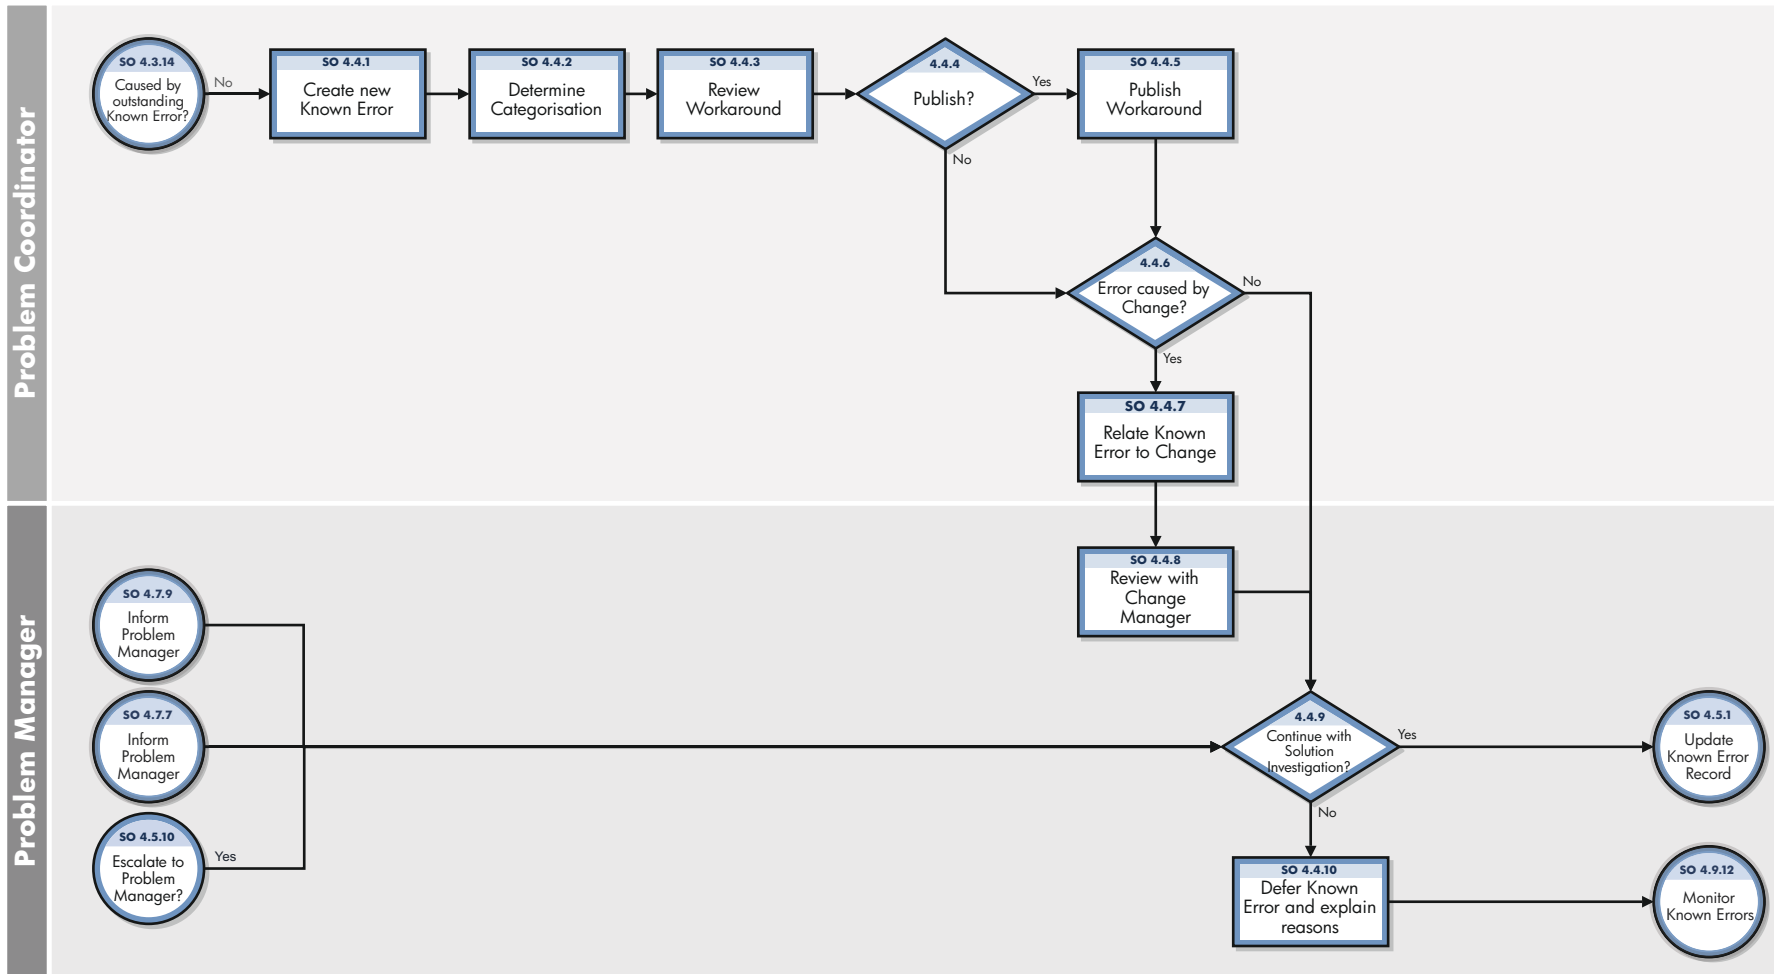 Problem Coordinator
SO 4.3.14
Caused by
outstanding
Known Error?
No
SO 4.4.1
Create new
Known Error
SO 4.4.2
Determine
Categorisation
SO 4.4.3
Review
Workaround
4.4.4
Publish?
Yes
No
SO 4.4.5
Publish
Workaround
4.4.6
Error caused by
Change?
No
Yes
SO 4.4.7
Relate Known
Error to Change
Problem Manager
SO 4.4.8
Review with
Change
Manager
SO 4.7.9
Inform
Problem
Manager
SO 4.7.7
Inform
Problem
Manager
SO 4.5.10
Escalate to
Problem
Manager?
Yes
4.4.9
Continue with
Solution
Investigation?
Yes
No
SO 4.5.1
Update
Known Error
Record
SO 4.4.10
Defer Known
Error and explain
reasons
SO 4.9.12
Monitor
Known Errors